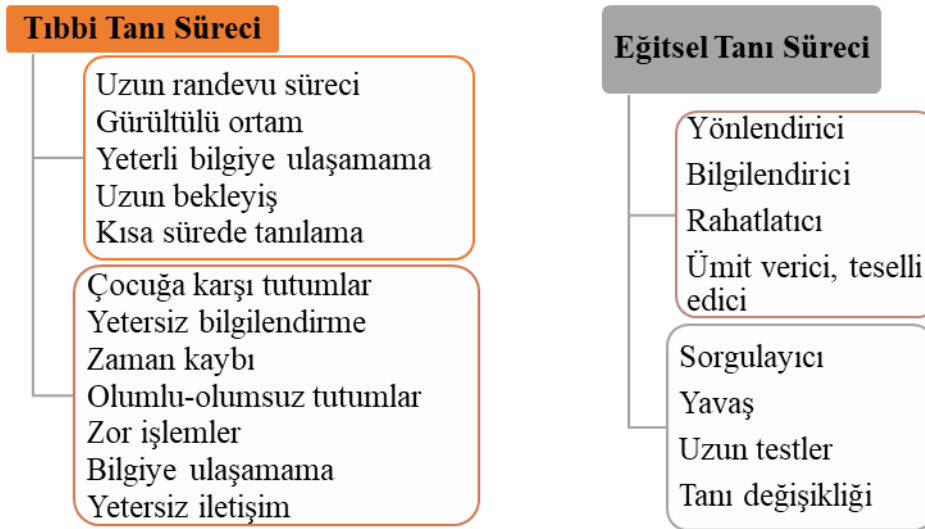 Tıbbi Tanı Süreci
Uzun randevu süreci
Gürültülü ortam
Yeterli bilgiye ulaşamama
Uzun bekleyiş
Kısa sürede tanılama
Çocuğa karşı tutumlar
Yetersiz bilgilendirme
Zaman kaybı
Olumlu-olumsuz tutumlar
Zor işlemler
Bilgiye ulaşamama
Yetersiz iletişim
Eğitsel Tanı Süreci
Yönlendirici
Bilgilendirici
Rahatlatıcı
Ümit verici, teselli
edici
Sorgulayıcı
Yavaş
Uzun testler
Tanı değişikliği